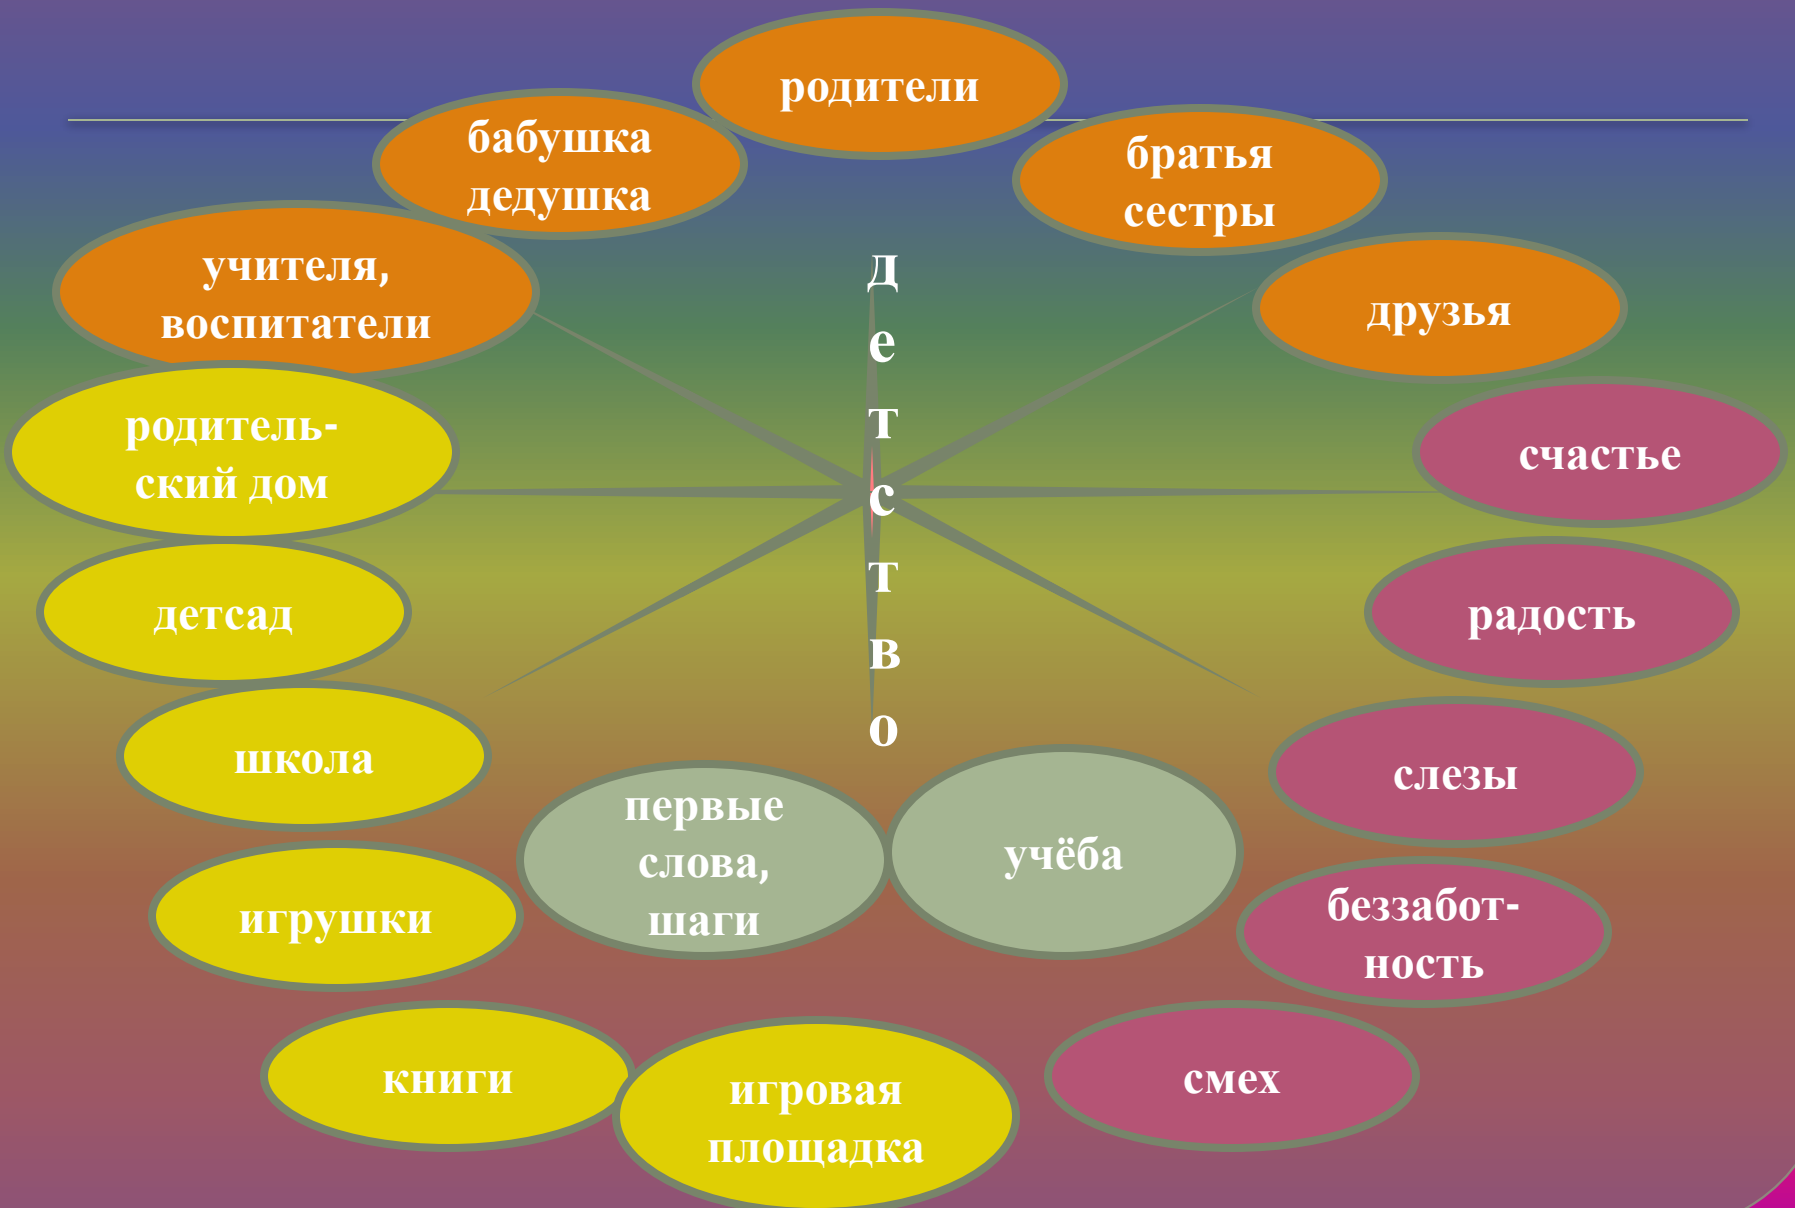 родители
бабушка
дедушка
братья
сестры
учителя,
воспитатели
друзья
детство
родитель-
ский дом
счастье
детсад
радость
школа
слезы
первые
слова,
шаги
учёба
игрушки
беззабот-
ность
книги
игровая
площадка
смех